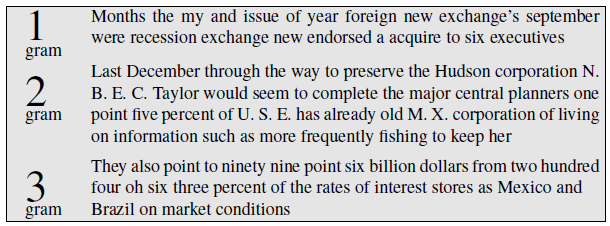 1
gram
Months the my and issue of year foreign new exchange's september
were recession exchange new endorsed a acquire to six executives
2
gram
Last December through the way to preserve the Hudson corporation N.
B. E. C. Taylor would seem to complete the major central planners one
point five percent of U. S. E. has already old M. X. corporation of living
on information such as more frequently fishing to keep her
3
gram
They also point to ninety nine point six billion dollars from two hundred
four oh six three percent of the rates of interest stores as Mexico and
Brazil on market conditions